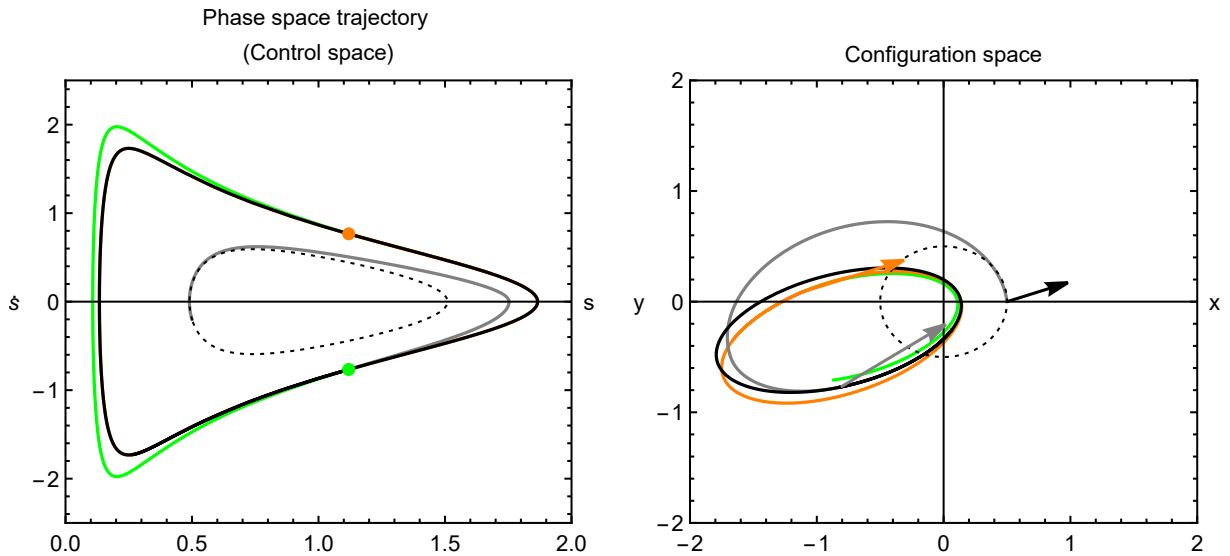 Phase space trajectory
(Control space)
2
1
0
−1
−2
ṡ
s
0.0
0.5
1.0
1.5
2.0
Configuration space
2
1
0
−1
−2
y
x
−2
−1
0
1
2